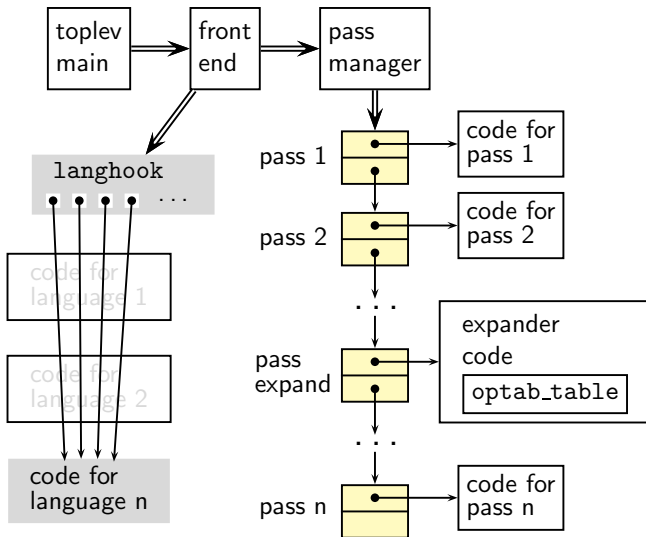 toplev
main
front
end
pass
manager
langhook
. . .
code for
language 1
code for
language 2
code for
language n
pass 1
code for
pass 1
pass 2
code for
pass 2
. . .
pass
expand
expander
code
optab_table
. . .
pass n
code for
pass n